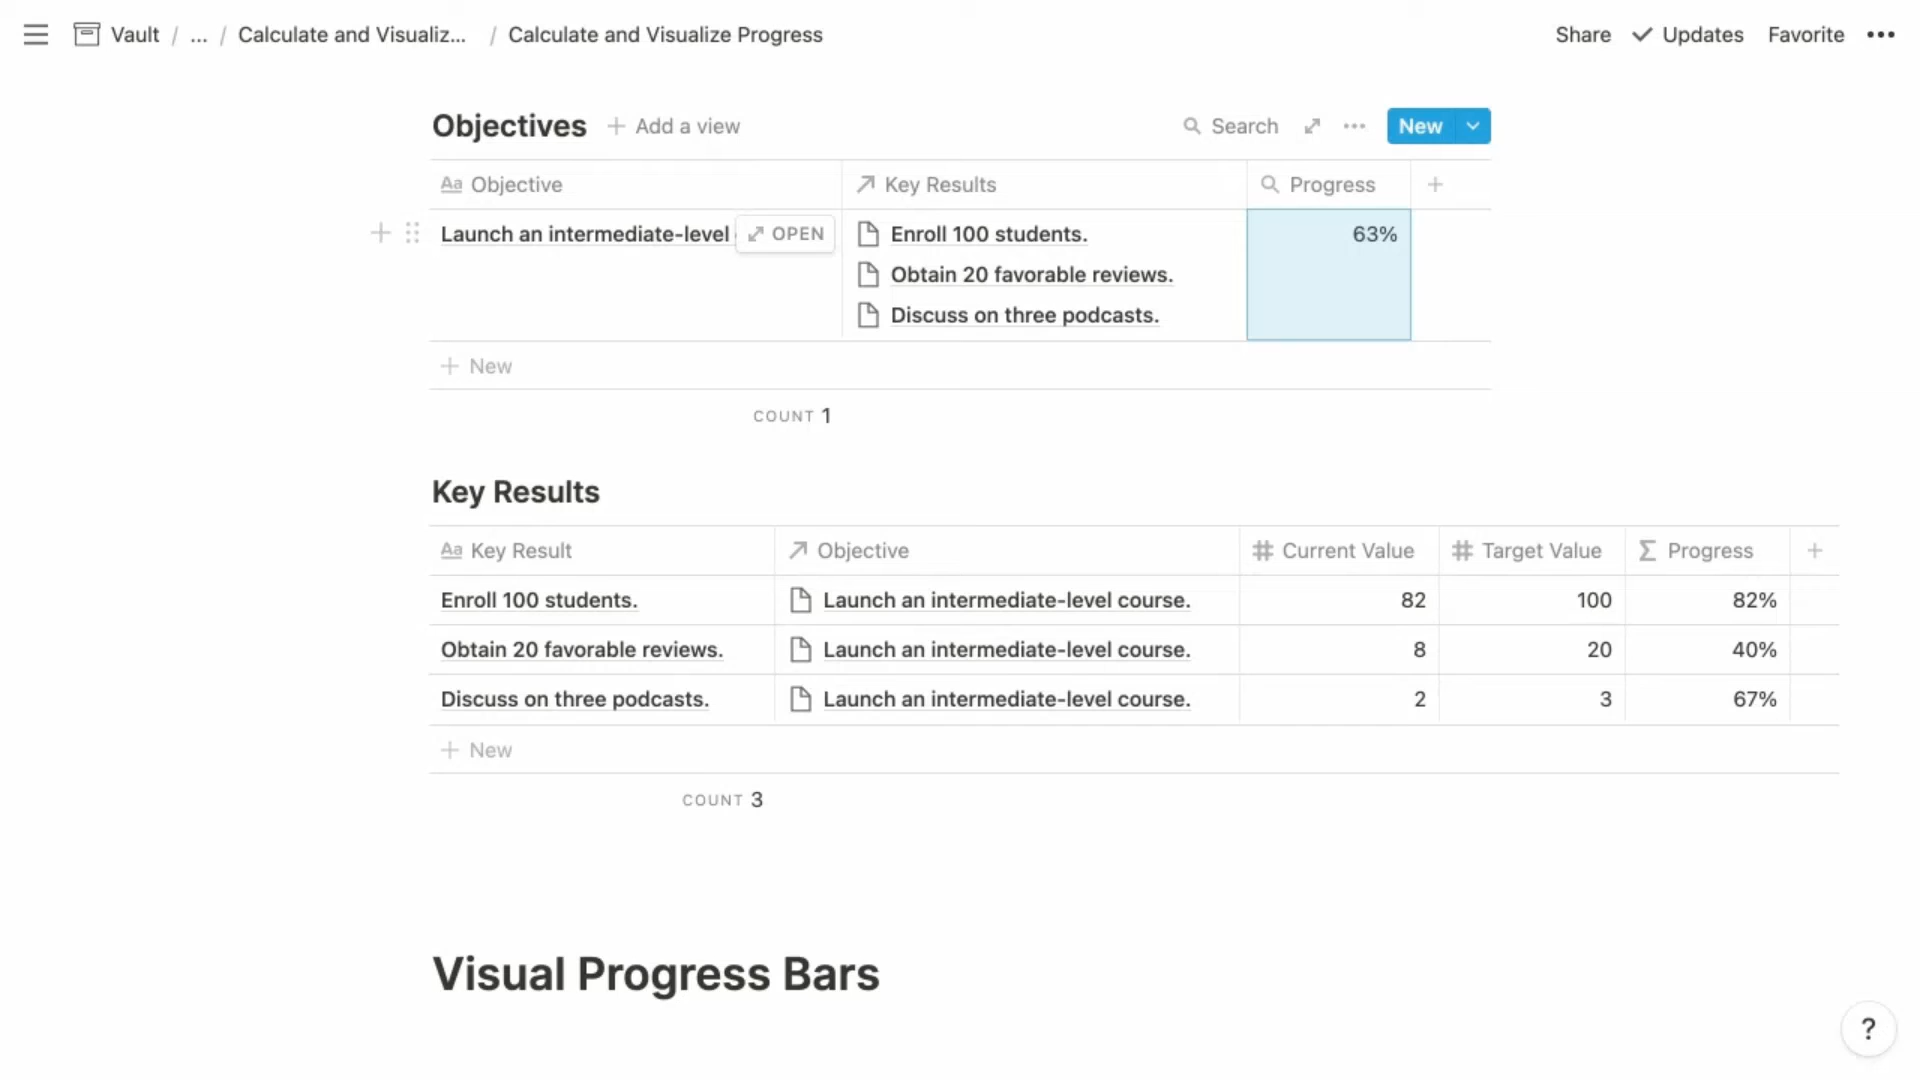 Vault / ... / Calculate and Visualiz... / Calculate and Visualize Progress Share Updates Favorite •••
Objectives + Add a view Search ••• New
Aa Objective Key Results Progress +
Launch an intermediate-level OPEN Enroll 100 students. 63%
Obtain 20 favorable reviews.
Discuss on three podcasts.
+ New
COUNT 1
Key Results
Aa Key Result Objective # Current Value # Target Value Σ Progress +
Enroll 100 students. Launch an intermediate-level course. 82 100 82%
Obtain 20 favorable reviews. Launch an intermediate-level course. 8 20 40%
Discuss on three podcasts. Launch an intermediate-level course. 2 3 67%
+ New
COUNT 3
Visual Progress Bars
?